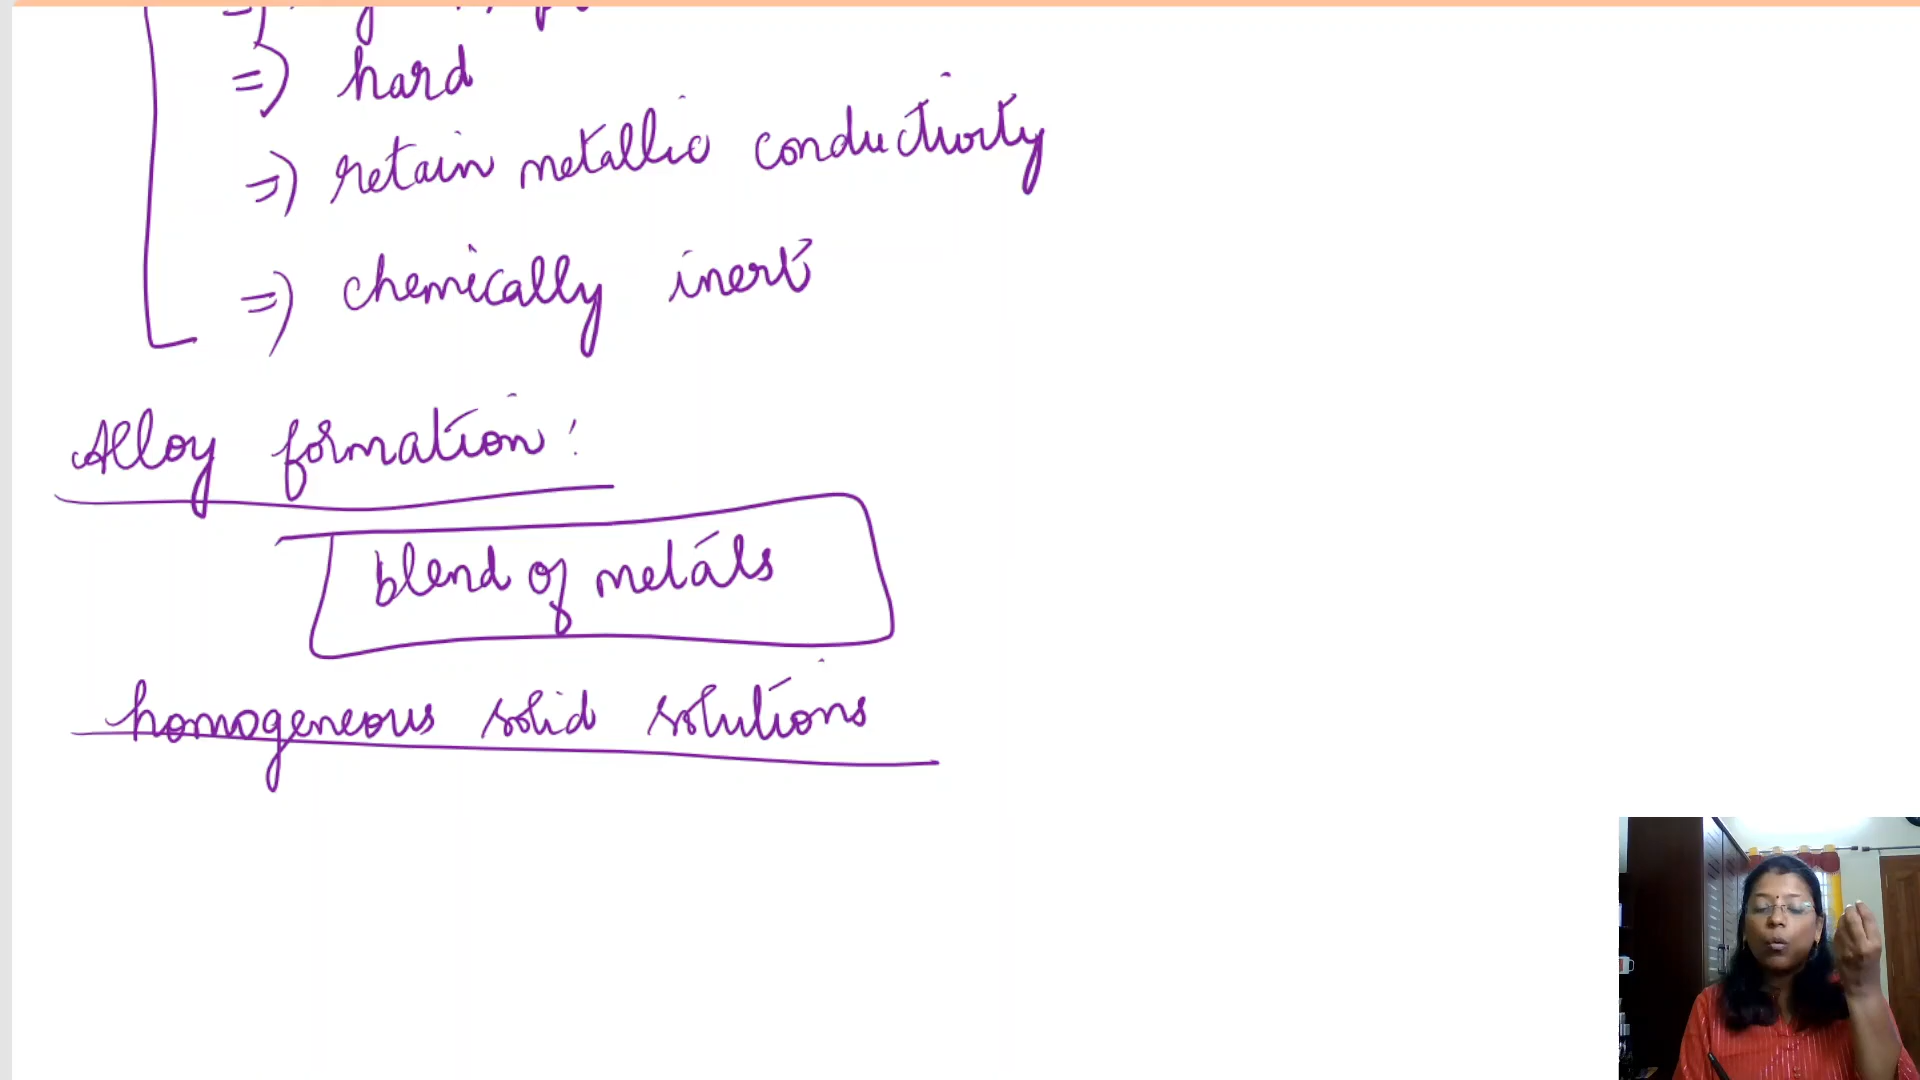 =) hard
=) retain metallic conductivity
=) chemically inert
Alloy formation:
blend of metals
homogeneous solid solutions